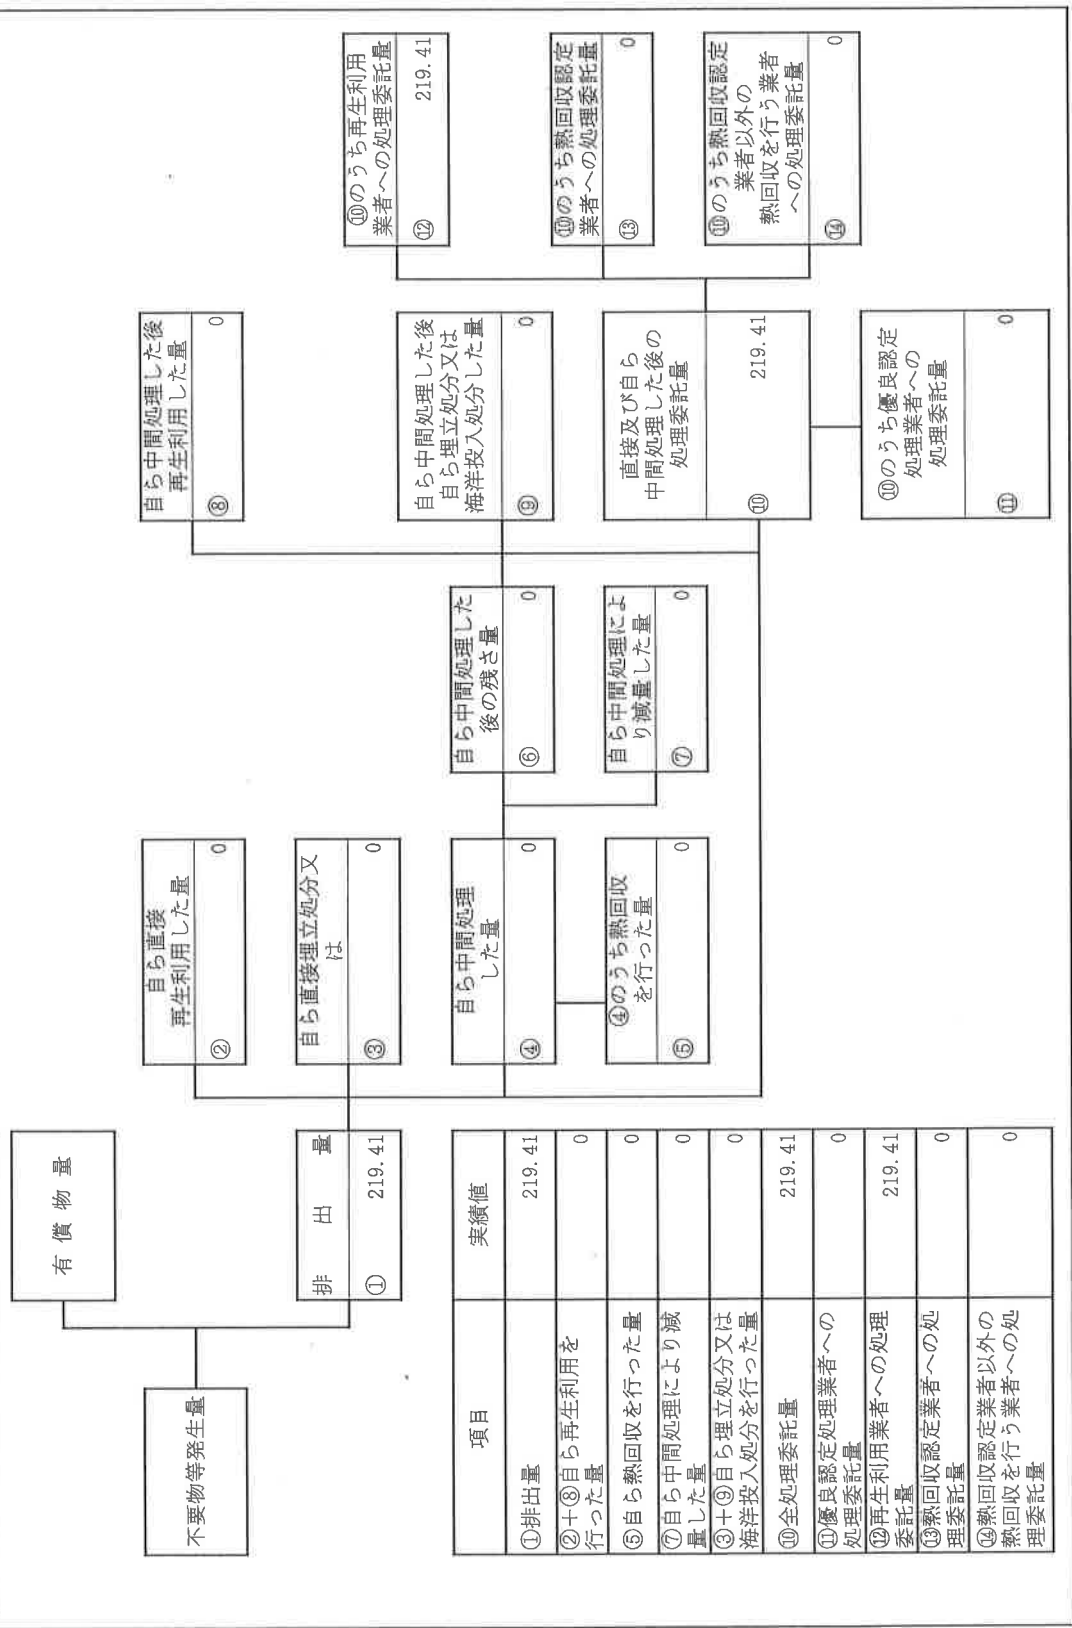 不要物等発生量
有 償 物 量
排 出 量
① 219.41
自ら直接
再生利用した量
② 0
自ら直接埋立処分又
は
③ 0
自ら中間処理
した量
④ 0
④のうち熱回収
を行った量
⑤ 0
自ら中間処理した
後の残さ量
⑥ 0
自ら中間処理によ
り減量した量
⑦ 0
自ら中間処理した後
再生利用した量
⑧ 0
自ら中間処理した後
自ら埋立処分又は
海洋投入処分した量
⑨ 0
直接及び自ら
中間処理した後の
処理委託量
⑩ 219.41
⑩のうち優良認定
処理業者への
処理委託量
⑪ 0
⑩のうち再生利用
業者への処理委託量
⑫ 219.41
⑩のうち熱回収認定
業者への処理委託量
⑬ 0
⑩のうち熱回収認定
業者以外の
熱回収を行う業者
への処理委託量
⑭ 0
項目 実績値
①排出量 219.41
②+⑧自ら再生利用を
行った量 0
⑤自ら熱回収を行った量 0
⑦自ら中間処理により減
量した量 0
③+⑨自ら埋立処分又は
海洋投入処分を行った量 0
⑩全処理委託量 219.41
⑪優良認定処理業者への
処理委託量 0
⑫再生利用業者への処理
委託量 219.41
⑬熱回収認定業者への処
理委託量 0
⑭熱回収認定業者以外の
熱回収を行う業者への処
理委託量 0